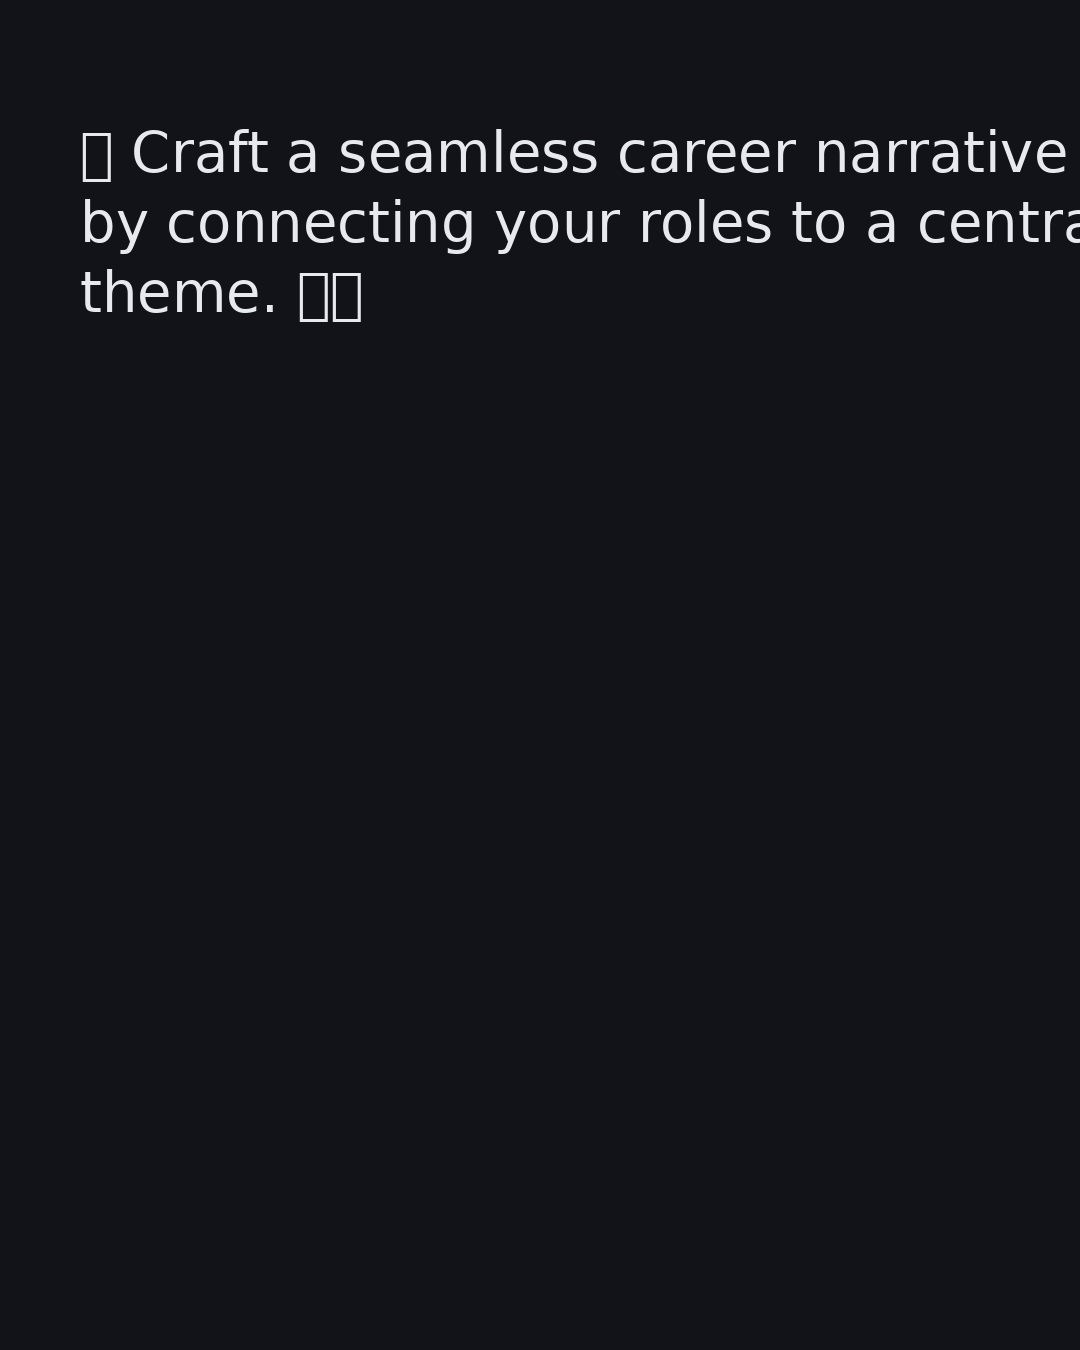 Craft a seamless career narrative
by connecting your roles to a centra
theme.